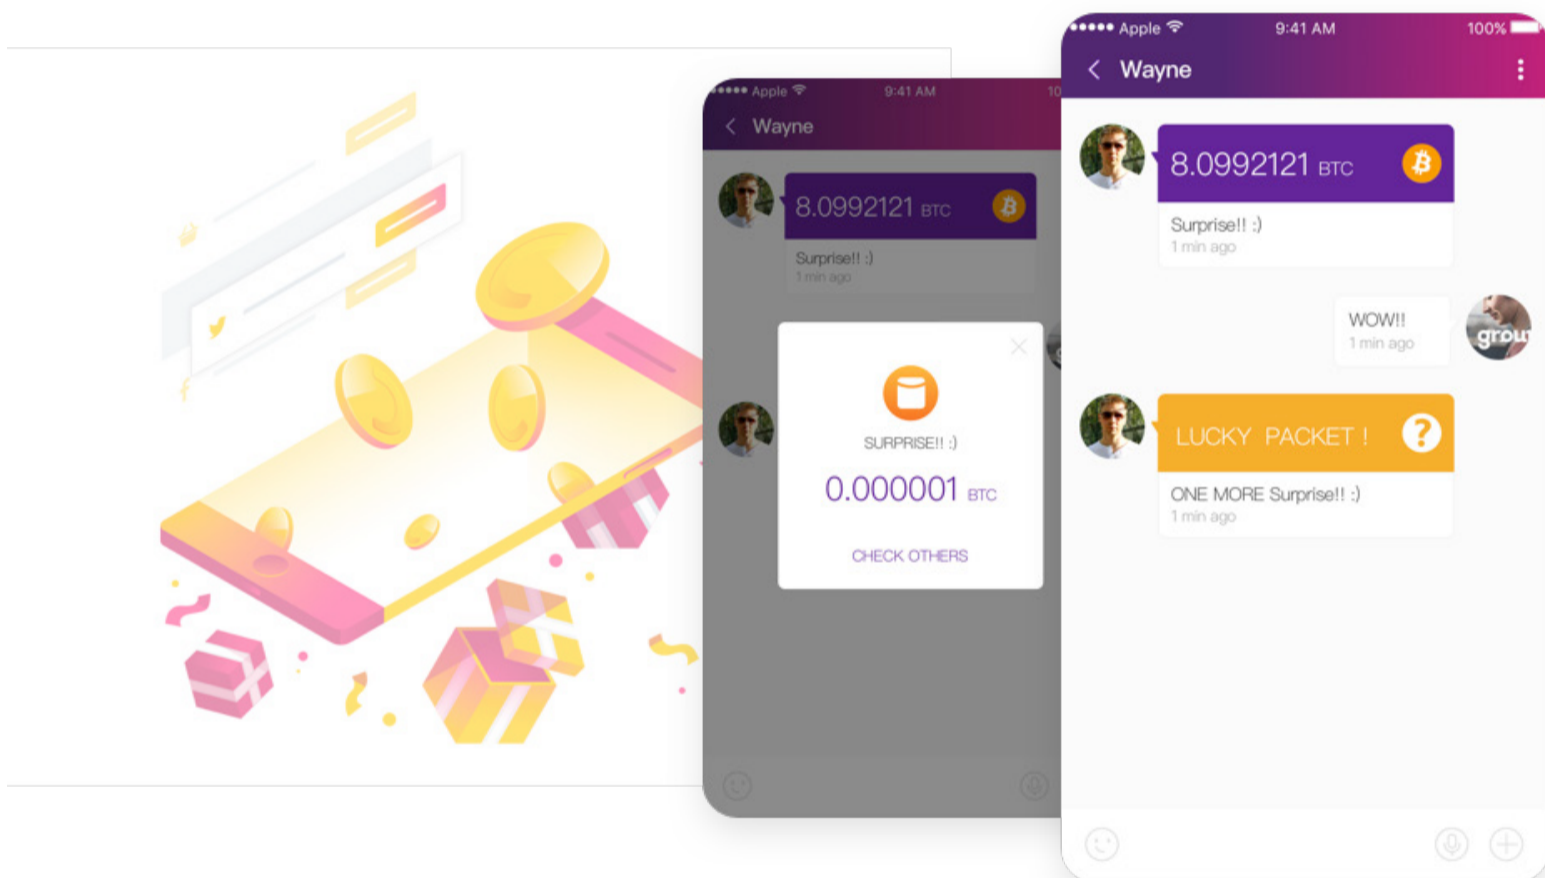 Apple
9:41 AM
10
Wayne
8.0992121 BTC
Surprise!! :)
1 min ago
SURPRISE!! :)
0.000001 BTC
CHECK OTHERS
Apple
9:41 AM
100%
Wayne
8.0992121 BTC
Surprise!! :)
1 min ago
WOW!!
1 min ago
grou
LUCKY PACKET !
?
ONE MORE Surprise!! :)
1 min ago